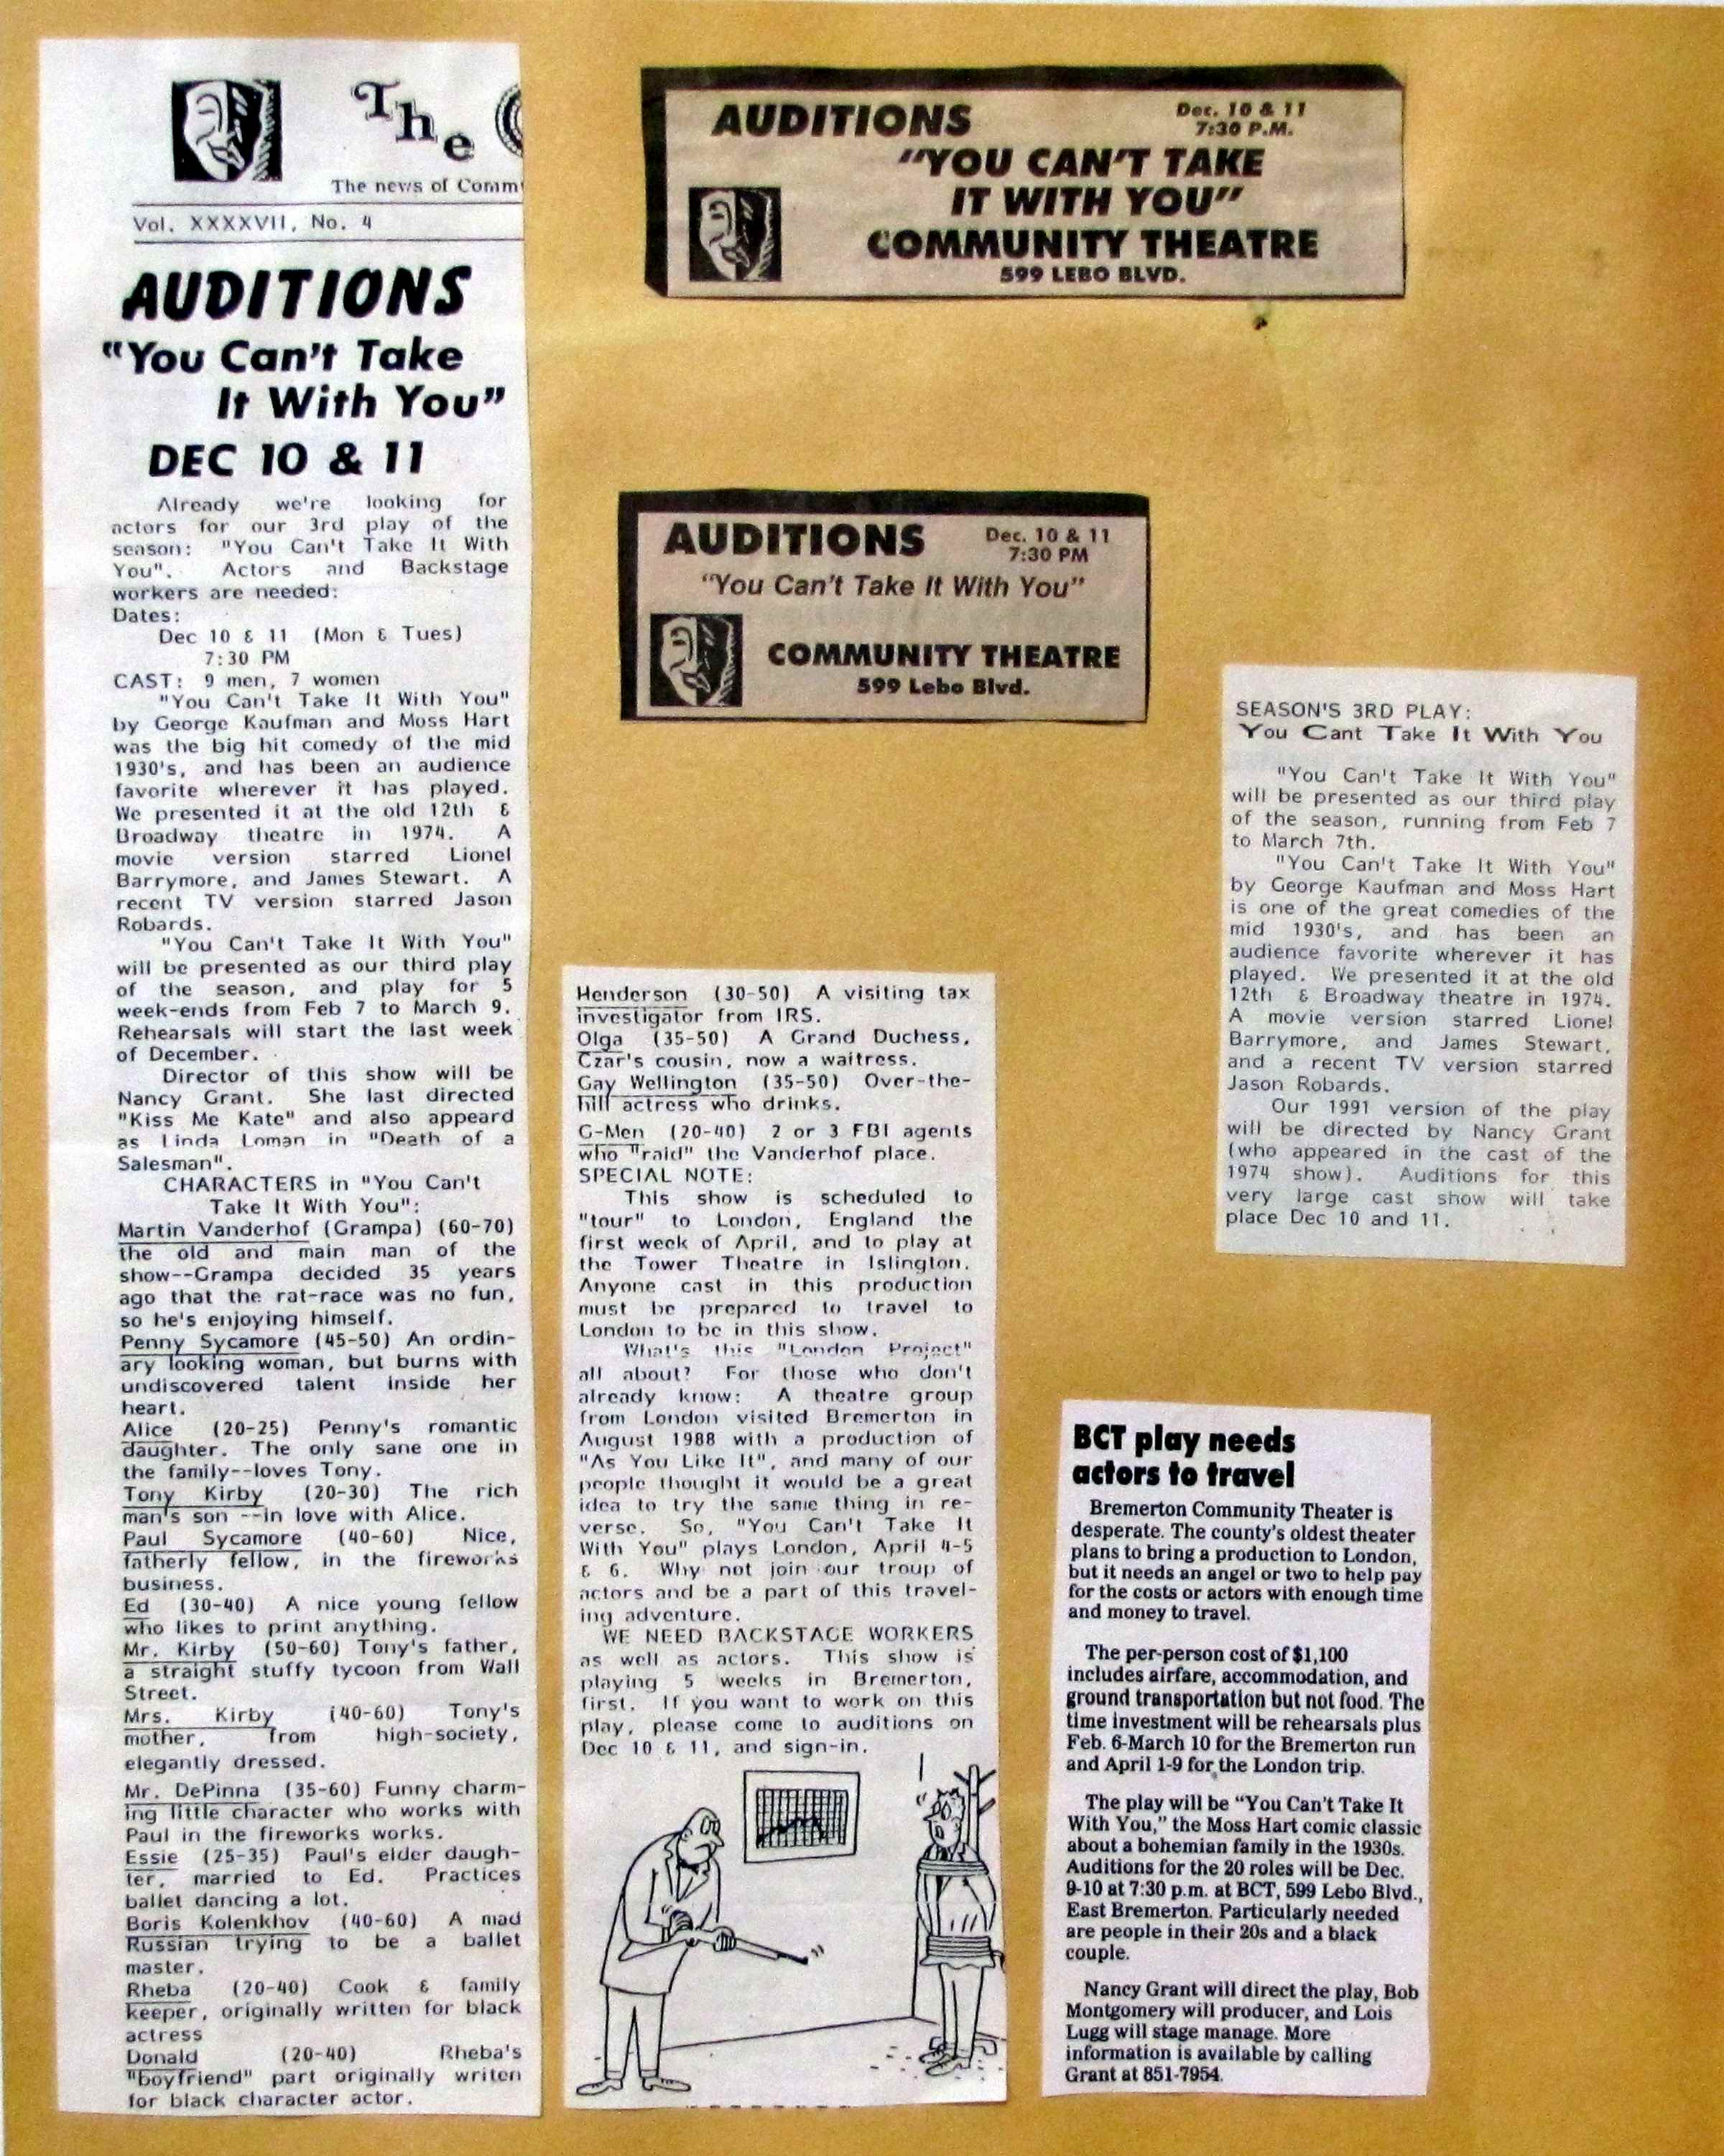 The
The news of Comm
Vol. XXXXVII, No. 4
AUDITIONS
"You Can't Take
It With You"
DEC 10 & 11
Already we're looking for
actors for our 3rd play of the
season: "You Can't Take It With
You". Actors and Backstage
workers are needed:
Dates:
Dec 10 & 11 (Mon & Tues)
7:30 PM
CAST: 9 men, 7 women
"You Can't Take It With You"
by George Kaufman and Moss Hart
was the big hit comedy of the mid
1930's, and has been an audience
favorite wherever it has played.
We presented it at the old 12th &
Broadway theatre in 1974. A
movie version starred Lionel
Barrymore, and James Stewart. A
recent TV version starred Jason
Robards.
"You Can't Take It With You"
will be presented as our third play
of the season, and play for 5
week-ends from Feb 7 to March 9.
Rehearsals will start the last week
of December.
Director of this show will be
Nancy Grant. She last directed
"Kiss Me Kate" and also appeard
as Linda Loman in "Death of a
Salesman".
CHARACTERS in "You Can't
Take It With You":
Martin Vanderhof (Grampa) (60-70)
the old and main man of the
show--Grampa decided 35 years
ago that the rat-race was no fun,
so he's enjoying himself.
Penny Sycamore (45-50) An ordin-
ary looking woman, but burns with
undiscovered talent inside her
heart.
Alice (20-25) Penny's romantic
daughter. The only sane one in
the family--loves Tony.
Tony Kirby (20-30) The rich
man's son --in love with Alice.
Paul Sycamore (40-60) Nice,
fatherly fellow, in the fireworks
business.
Ed (30-40) A nice young fellow
who likes to print anything.
Mr. Kirby (50-60) Tony's father,
a straight stuffy tycoon from Wall
Street.
Mrs. Kirby (40-60) Tony's
mother, from high-society,
elegantly dressed.
Mr. DePinna (35-60) Funny charm-
ing little character who works with
Paul in the fireworks works.
Essie (25-35) Paul's elder daugh-
ter, married to Ed. Practices
ballet dancing a lot.
Boris Kolenkhov (40-60) A mad
Russian trying to be a ballet
master.
Rheba (20-40) Cook & family
keeper, originally written for black
actress
Donald (20-40) Rheba's
"boyfriend" part originally writen
for black character actor.
AUDITIONS
Dec. 10 & 11
7:30 P.M.
"YOU CAN'T TAKE
IT WITH YOU"
COMMUNITY THEATRE
599 LEBO BLVD.
AUDITIONS
Dec. 10 & 11
7:30 PM
"You Can't Take It With You"
COMMUNITY THEATRE
599 Lebo Blvd.
Henderson (30-50) A visiting tax
investigator from IRS.
Olga (35-50) A Grand Duchess,
Czar's cousin, now a waitress.
Gay Wellington (35-50) Over-the-
hill actress who drinks.
G-Men (20-40) 2 or 3 FBI agents
who "raid" the Vanderhof place.
SPECIAL NOTE:
This show is scheduled to
"tour" to London, England the
first week of April, and to play at
the Tower Theatre in Islington.
Anyone cast in this production
must be prepared to travel to
London to be in this show.
What's this "London Project"
all about? For those who don't
already know: A theatre group
from London visited Bremerton in
August 1988 with a production of
"As You Like It", and many of our
people thought it would be a great
idea to try the same thing in re-
verse. So, "You Can't Take It
With You" plays London, April 4-5
& 6. Why not join our troup of
actors and be a part of this travel-
ing adventure.
WE NEED BACKSTAGE WORKERS
as well as actors. This show is
playing 5 weeks in Bremerton,
first. If you want to work on this
play, please come to auditions on
Dec 10 & 11, and sign-in.
SEASON'S 3RD PLAY:
You Cant Take It With You
"You Can't Take It With You"
will be presented as our third play
of the season, running from Feb 7
to March 7th.
"You Can't Take It With You"
by George Kaufman and Moss Hart
is one of the great comedies of the
mid 1930's, and has been an
audience favorite wherever it has
played. We presented it at the old
12th & Broadway theatre in 1974.
A movie version starred Lionel
Barrymore, and James Stewart,
and a recent TV version starred
Jason Robards.
Our 1991 version of the play
will be directed by Nancy Grant
(who appeared in the cast of the
1974 show). Auditions for this
very large cast show will take
place Dec 10 and 11.
BCT play needs
actors to travel
Bremerton Community Theater is
desperate. The county's oldest theater
plans to bring a production to London,
but it needs an angel or two to help pay
for the costs or actors with enough time
and money to travel.
The per-person cost of $1,100
includes airfare, accommodation, and
ground transportation but not food. The
time investment will be rehearsals plus
Feb. 6-March 10 for the Bremerton run
and April 1-9 for the London trip.
The play will be "You Can't Take It
With You," the Moss Hart comic classic
about a bohemian family in the 1930s.
Auditions for the 20 roles will be Dec.
9-10 at 7:30 p.m. at BCT, 599 Lebo Blvd.,
East Bremerton. Particularly needed
are people in their 20s and a black
couple.
Nancy Grant will direct the play, Bob
Montgomery will producer, and Lois
Lugg will stage manage. More
information is available by calling
Grant at 851-7954.